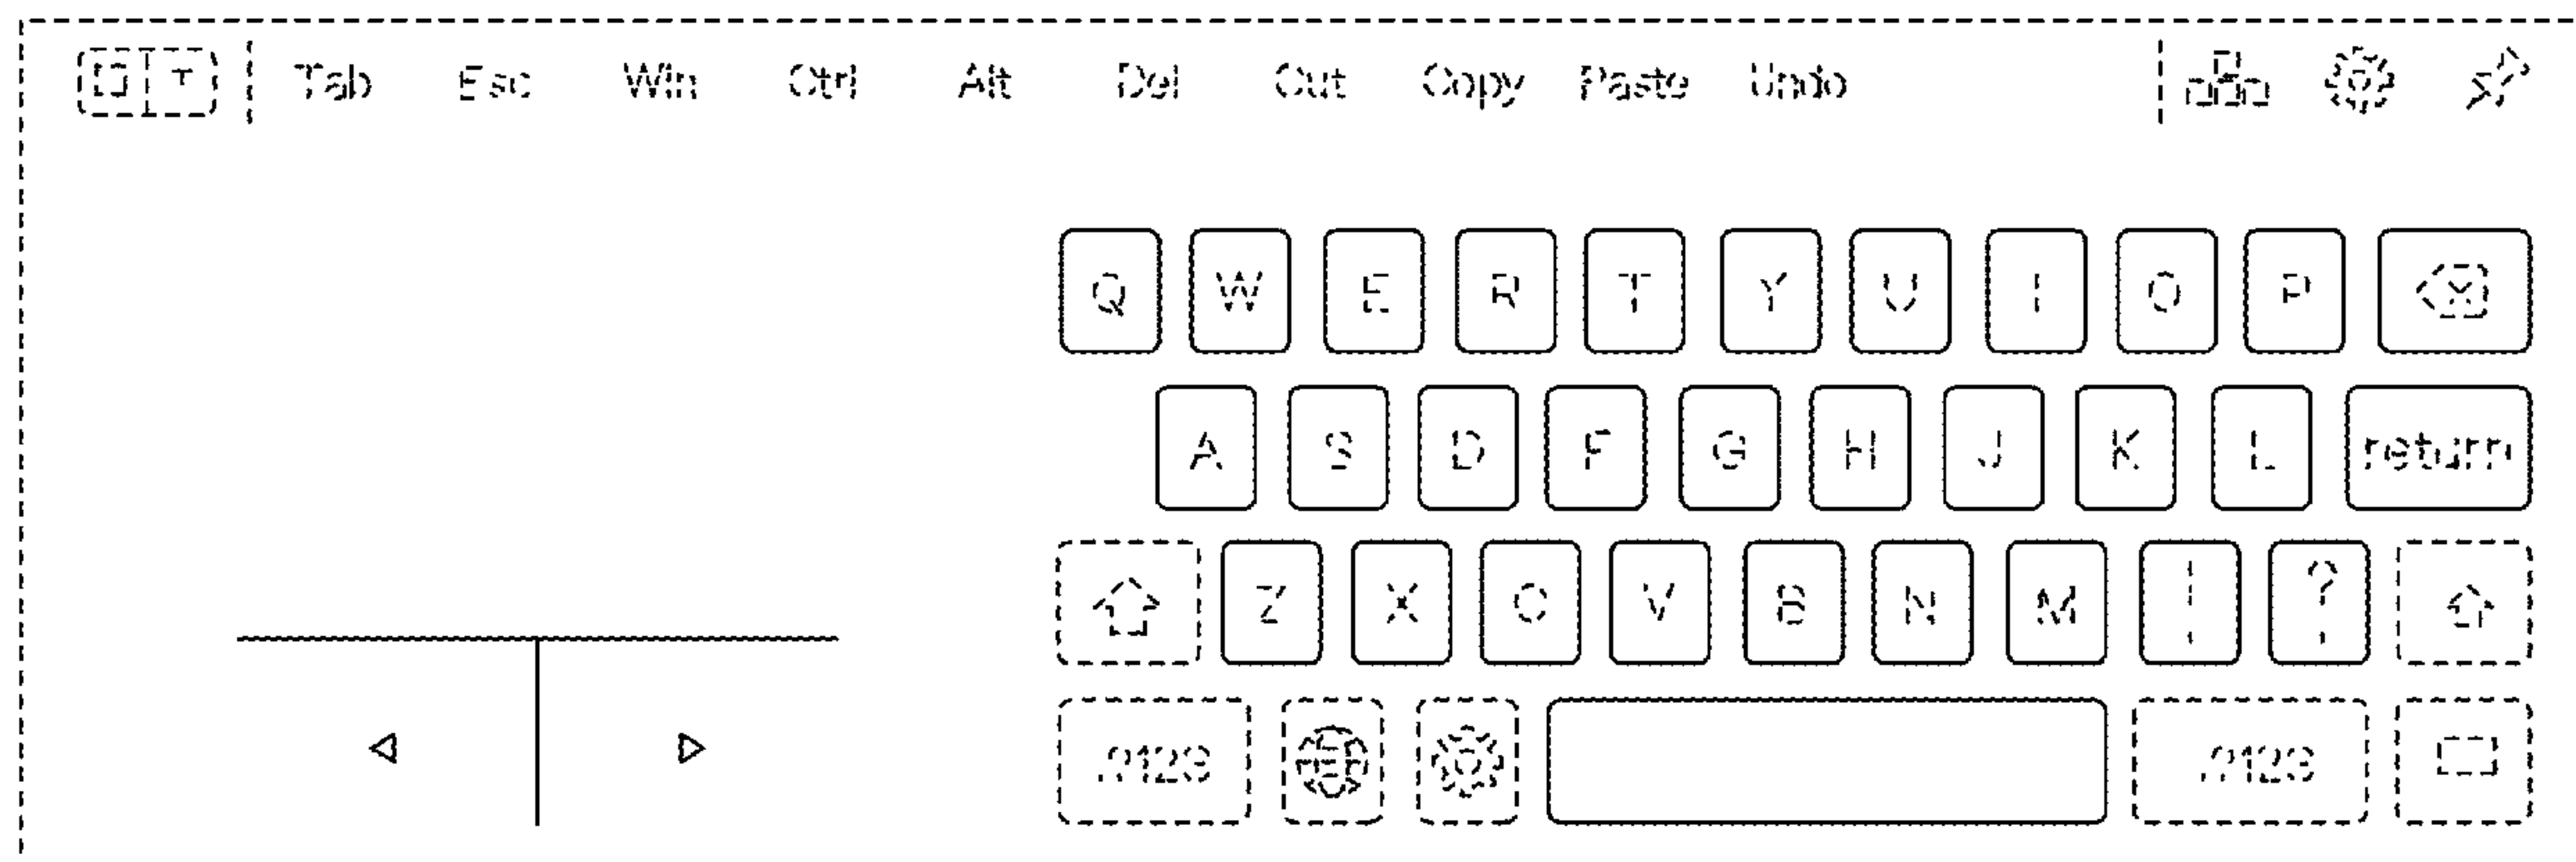 T Tab Esc Win Ctrl Alt Del Cut Copy Paste Undo
Q W E R T Y U I O P
A S D F G H J K L return
Z X C V B N M ! ?
.?123 .?123